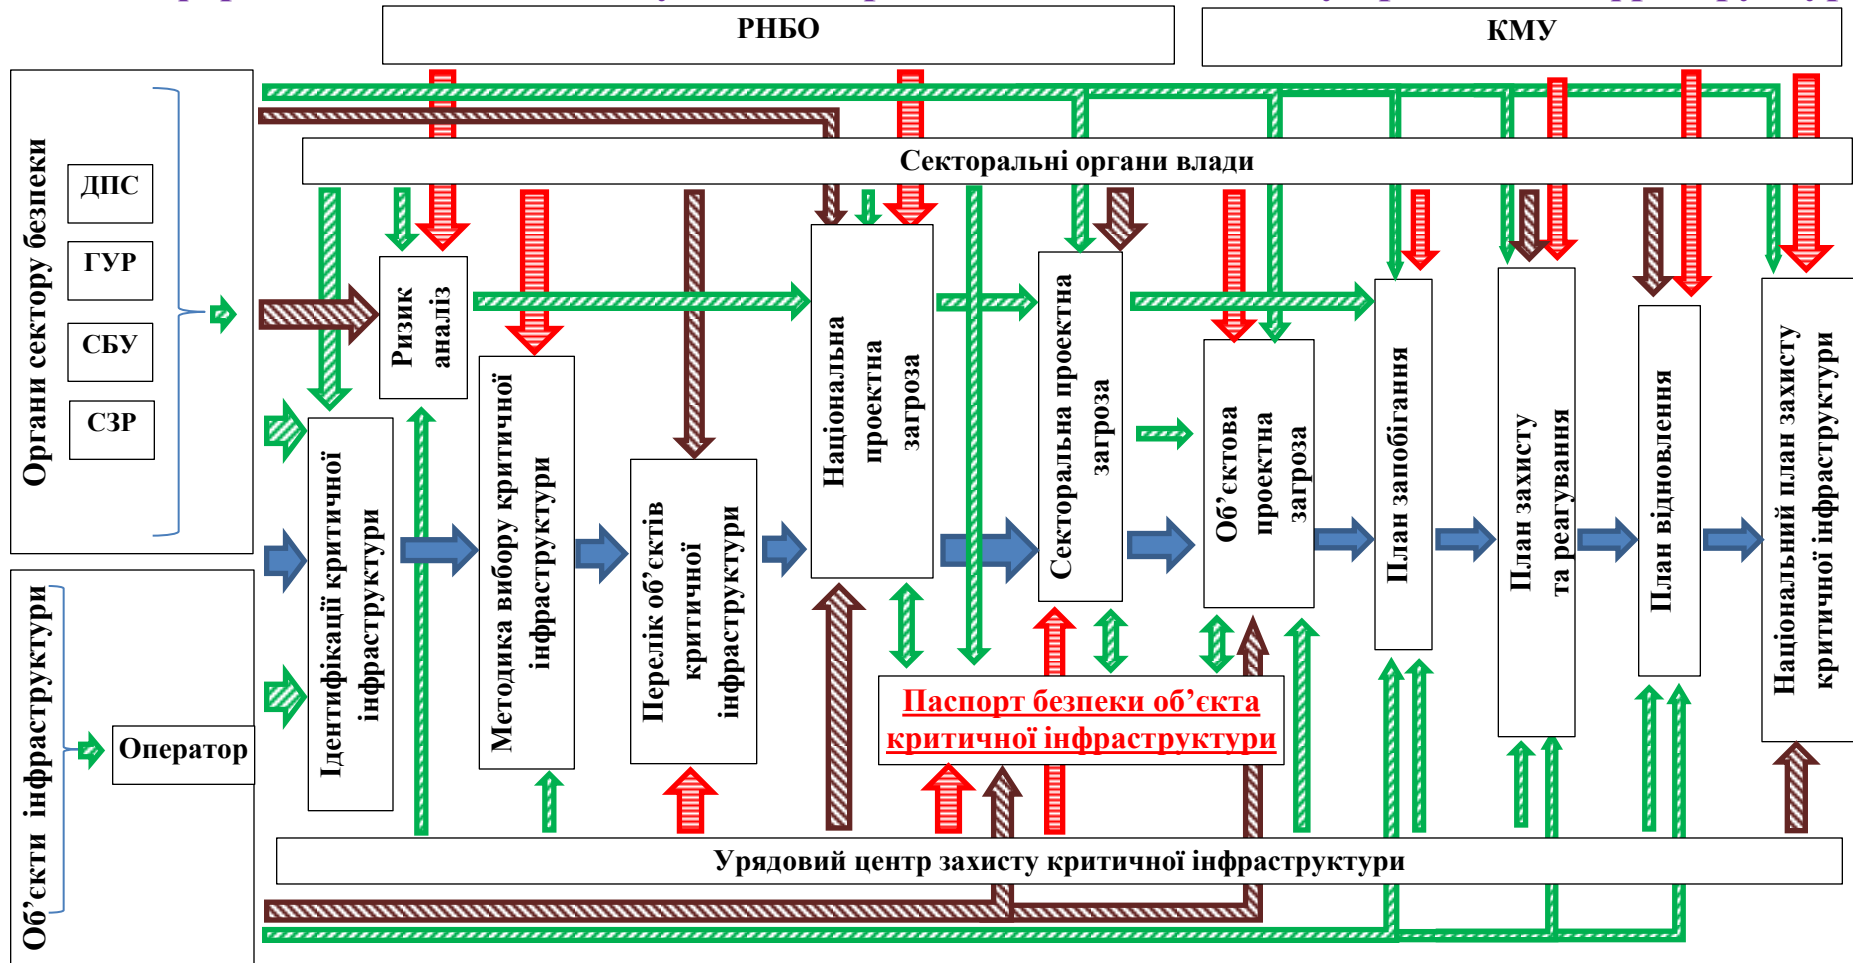 РНБО
КМУ
Секторальні органи влади
Органи сектору безпеки
ДПС
ГУР
СБУ
СЗР
Об’єкти інфраструктури
Оператор
Ідентифікації критичної
інфраструктури
Ризик
аналіз
Методика вибору критичної
інфраструктури
Перелік об’єктів
критичної
інфраструктури
Національна
проектна
загроза
Секторальна проектна
загроза
Об’єктова
проектна
загроза
План запобігання
План захисту
та реагування
План відновлення
Національний план захисту
критичної інфраструктури
Паспорт безпеки об’єкта
критичної інфраструктури
Урядовий центр захисту критичної інфраструктури